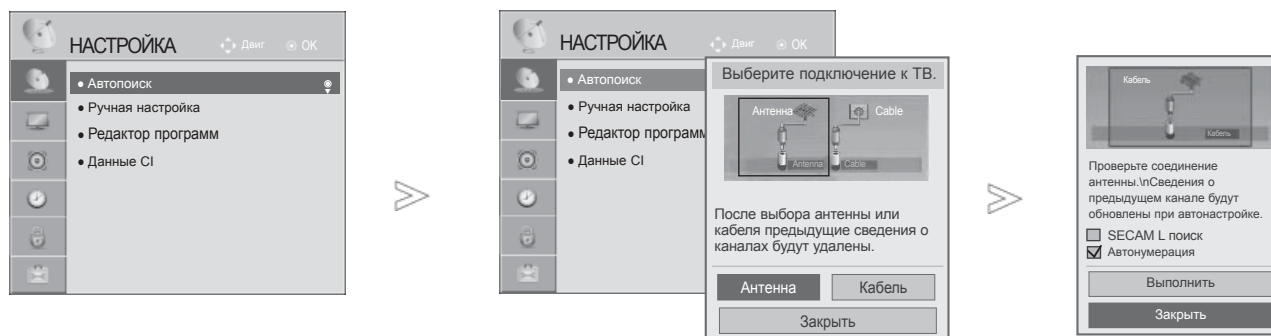 НАСТРОЙКА
Двиг
OK
Автопоиск
Ручная настройка
Редактор программ
Данные CI
>
НАСТРОЙКА
Двиг
OK
Автопоиск
Ручная настройка
Редактор программ
Данные CI
Выберите подключение к ТВ.
Антенна
Cable
Antenna
Cable
После выбора антенны или
кабеля предыдущие сведения о
каналах будут удалены.
Антенна
Кабель
Закрыть
>
Кабель
Кабель
Проверьте соединение
антенны.\nСведения о
предыдущем канале будут
обновлены при автонастройке.
SECAM L поиск
Автонумерация
Выполнить
Закрыть